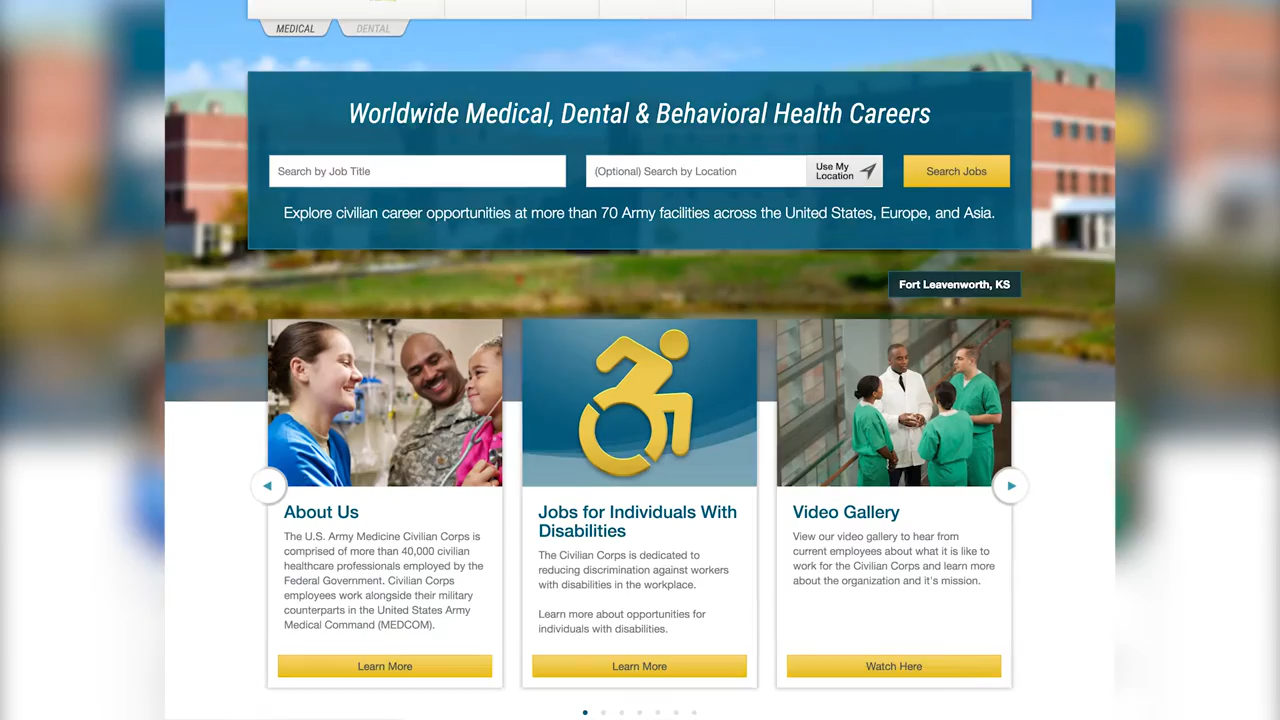 MEDICAL
DENTAL
Worldwide Medical, Dental & Behavioral Health Careers
Search by Job Title
(Optional) Search by Location
Use My
Location
Search Jobs
Explore civilian career opportunities at more than 70 Army facilities across the United States, Europe, and Asia.
Fort Leavenworth, KS
About Us
The U.S. Army Medicine Civilian Corps is
comprised of more than 40,000 civilian
healthcare professionals employed by the
Federal Government. Civilian Corps
employees work alongside their military
counterparts in the United States Army
Medical Command (MEDCOM).
Learn More
Jobs for Individuals With
Disabilities
The Civilian Corps is dedicated to
reducing discrimination against workers
with disabilities in the workplace.
Learn more about opportunities for
individuals with disabilities.
Learn More
Video Gallery
View our video gallery to hear from
current employees about what it is like to
work for the Civilian Corps and learn more
about the organization and it's mission.
Watch Here